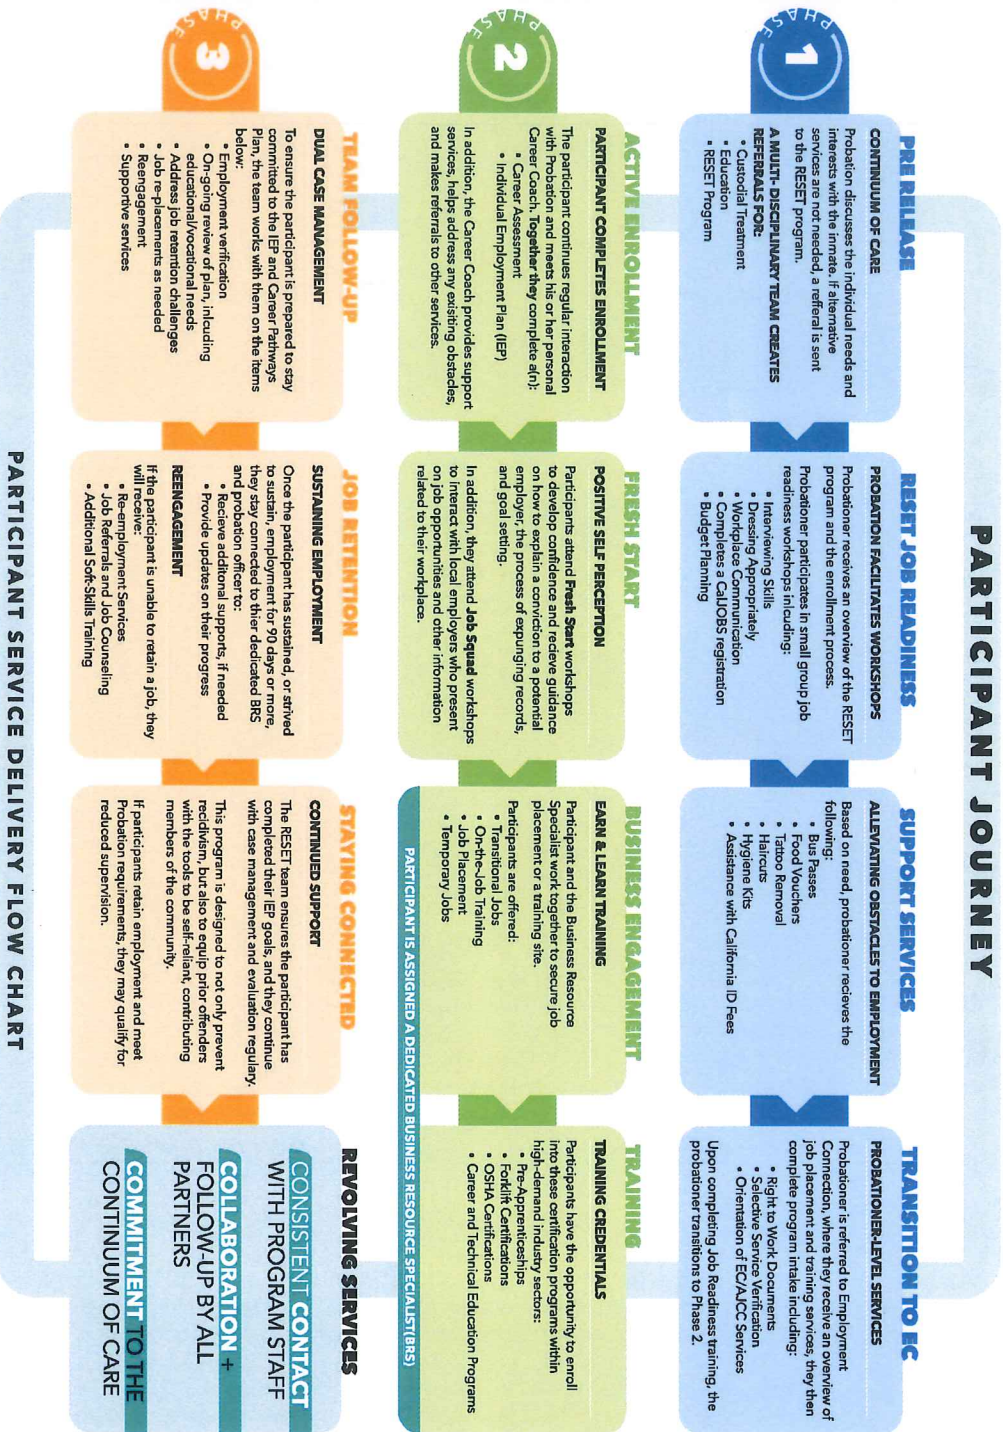 PARTICIPANT JOURNEY
PHASE
1
PRE RELEASE
CONTINUUM OF CARE
Probation discusses the individual needs and
interests with the inmate. If alternative
services are not needed, a refferal is sent
to the RESET program.
A MULTI- DISCIPLINARY TEAM CREATES
REFERRALS FOR:
• Custodial Treatment
• Education
• RESET Program
RESET JOB READINESS
PROBATION FACILITATES WORKSHOPS
Probationer receives an overview of the RESET
program and the enrollment process.
Probationer participates in small group job
readiness workshops inlcuding:
• Interviewing Skills
• Dressing Appropriately
• Workplace Communication
• Completes a CalJOBS registration
• Budget Planning
SUPPORT SERVICES
ALLEVIATING OBSTACLES TO EMPLOYMENT
Based on need, probationer recieves the
following:
• Bus Passes
• Food Vouchers
• Tattoo Removal
• Haircuts
• Hygiene Kits
• Assistance with California ID Fees
TRANSITION TO EC
PROBATIONER-LEVEL SERVICES
Probationer is referred to Employment
Connection, where they receive an overview of
job placement and training services, they then
complete program intake including:
• Right to Work Documents
• Selective Service Verification
• Orientation of EC/AJCC Services
Upon completing Job Readiness training, the
probationer transitions to Phase 2.
PHASE
2
ACTIVE ENROLLMENT
PARTICIPANT COMPLETES ENROLLMENT
The participant continues regular interaction
with Probation and meets his or her personal
Career Coach. Together they complete a(n):
• Career Assessment
• Individual Employment Plan (IEP)
In addition, the Career Coach provides support
services, helps address any exisiting obstacles,
and makes referrals to other services.
FRESH START
POSITIVE SELF PERCEPTION
Participants attend Fresh Start workshops
to develop confidence and recieve guidance
on how to explain a conviction to a potential
employer, the process of expunging records,
and goal setting.
In addition, they attend Job Squad workshops
to interact with local employers who present
on job opportunities and other information
related to their workplace.
BUSINESS ENGAGEMENT
EARN & LEARN TRAINING
Participant and the Business Resource
Specialist work together to secure job
placement or a training site.
Participants are offered:
• Transitional Jobs
• On-the-Job Training
• Job Placement
• Temporary Jobs
TRAINING
TRAINING CREDENTIALS
Participants have the opportunity to enroll
into these certification programs within
high-demand industry sectors:
• Pre-Apprenticeships
• Forklift Certifications
• OSHA Certifications
• Career and Technical Education Programs
PARTICIPANT IS ASSIGNED A DEDICATED BUSINESS RESOURCE SPECIALIST(BRS)
PHASE
3
TEAM FOLLOW-UP
DUAL CASE MANAGEMENT
To ensure the participant is prepared to stay
committed to the IEP and Career Pathways
Plan, the team works with them on the items
below:
• Employment verification
• On-going review of plan, inlcuding
educational/vocational needs
• Address job retention challenges
• Job re-placements as needed
• Reengagement
• Supportive services
JOB RETENTION
SUSTAINING EMPLOYMENT
Once the participant has sustained, or strived
to sustain, employment for 90 days or more,
they stay connected to thier dedicated BRS
and probation officer to:
• Recieve additonal supports, if needed
• Provide updates on their progress
REENGAGEMENT
If the participant is unable to retain a job, they
will receive:
• Re-employment Services
• Job Referrals and Job Counseling
• Additional Soft-Skills Training
STAYING CONNECTED
CONTINUED SUPPORT
The RESET team ensures the participant has
completed their IEP goals, and they continue
with case management and evaluation regulary.
This program is designed to not only prevent
recidivism, but also to equip prior offenders
with the tools to be self-reliant, contributing
members of the community.
If participants retain employment and meet
Probation requirements, they may qualify for
reduced supervision.
REVOLVING SERVICES
CONSISTENT CONTACT
WITH PROGRAM STAFF
COLLABORATION +
FOLLOW-UP BY ALL
PARTNERS
COMMITMENT TO THE
CONTINUUM OF CARE
PARTICIPANT SERVICE DELIVERY FLOW CHART